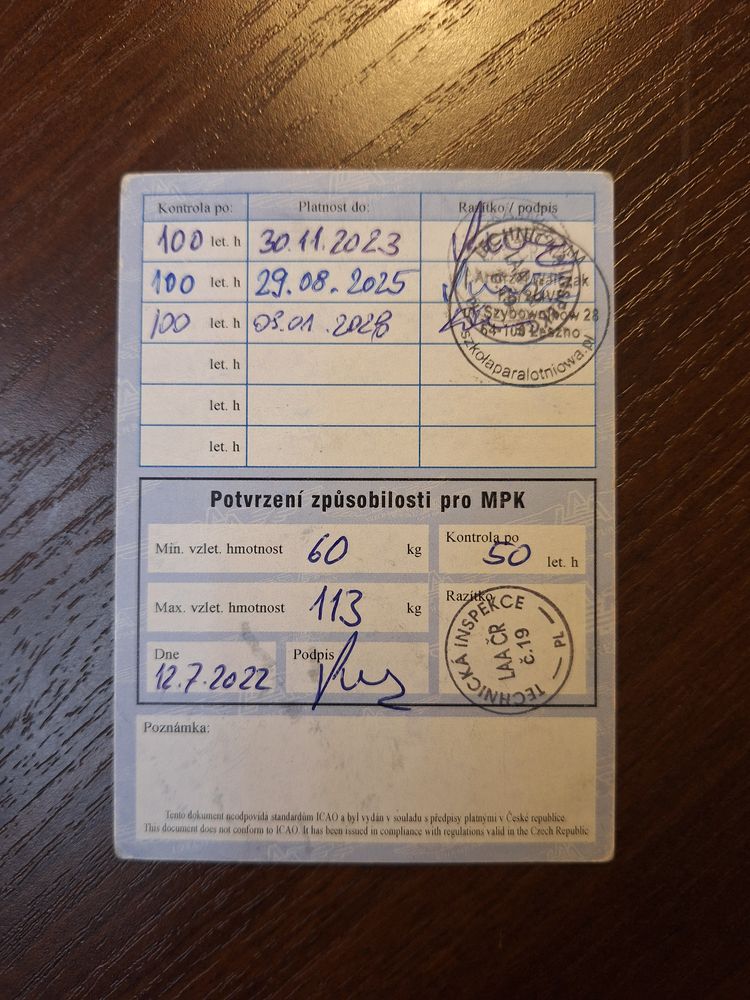 Kontrola po: Platnost do: Razítko / podpis
100 let. h 30.11.2023
100 let. h 29.08.2025
100 let. h 03.01.2028
let. h
let. h
let. h
ul. Szybowników 28
64-100 Leszno
szkolaparalotniowa.pl
Potvrzení způsobilosti pro MPK
Min. vzlet. hmotnost 60 kg
Kontrola po 50 let. h
Max. vzlet. hmotnost 113 kg
Razítko
TECHNICKÁ INSPEKCE
LAA ČR
č.19
PL
Dne 12.7.2022
Podpis
Poznámka:
Tento dokument neodpovídá standardům ICAO a byl vydán v souladu s předpisy platnými v České republice.
This document does not conform to ICAO. It has been issued in compliance with regulations valid in the Czech Republic